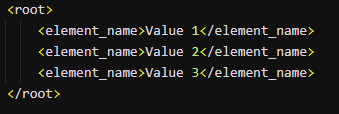 <root>
    <element_name>Value 1</element_name>
    <element_name>Value 2</element_name>
    <element_name>Value 3</element_name>
</root>